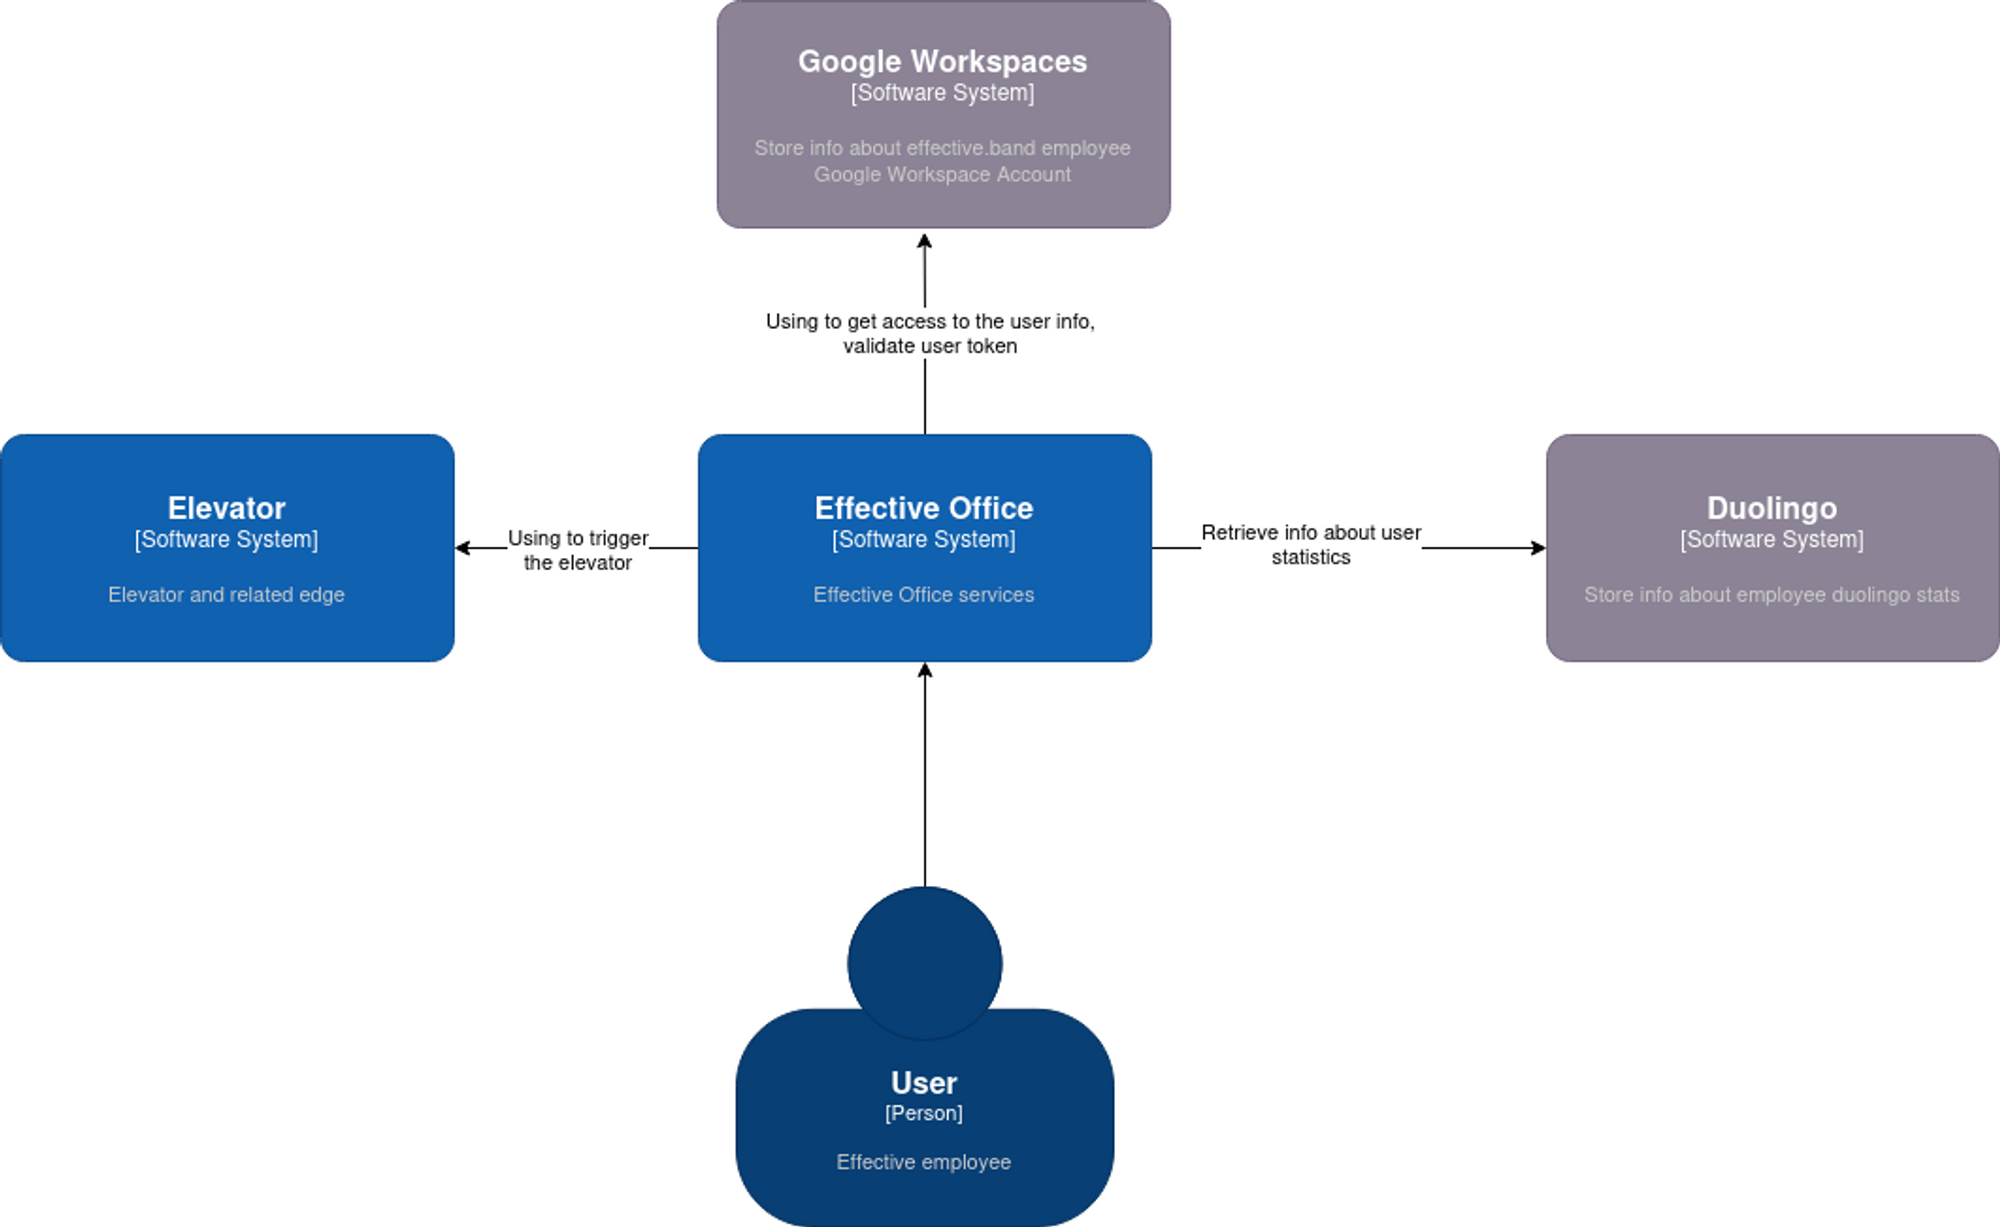 Google Workspaces
[Software System]
Store info about effective.band employee
Google Workspace Account
Using to get access to the user info,
validate user token
Elevator
[Software System]
Elevator and related edge
Using to trigger
the elevator
Effective Office
[Software System]
Effective Office services
Retrieve info about user
statistics
Duolingo
[Software System]
Store info about employee duolingo stats
User
[Person]
Effective employee